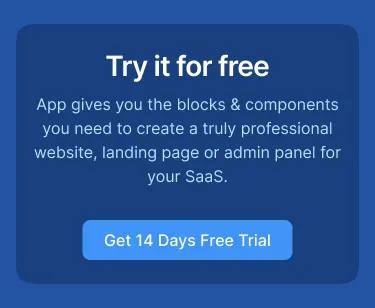 Try it for free
App gives you the blocks & components
you need to create a truly professional
website, landing page or admin panel for
your SaaS.
Get 14 Days Free Trial